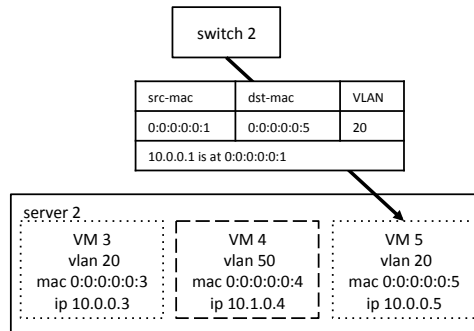 switch 2
src-mac dst-mac VLAN
0:0:0:0:0:1 0:0:0:0:0:5 20
10.0.0.1 is at 0:0:0:0:0:1
server 2
VM 3
vlan 20
mac 0:0:0:0:0:3
ip 10.0.0.3
VM 4
vlan 50
mac 0:0:0:0:0:4
ip 10.1.0.4
VM 5
vlan 20
mac 0:0:0:0:0:5
ip 10.0.0.5